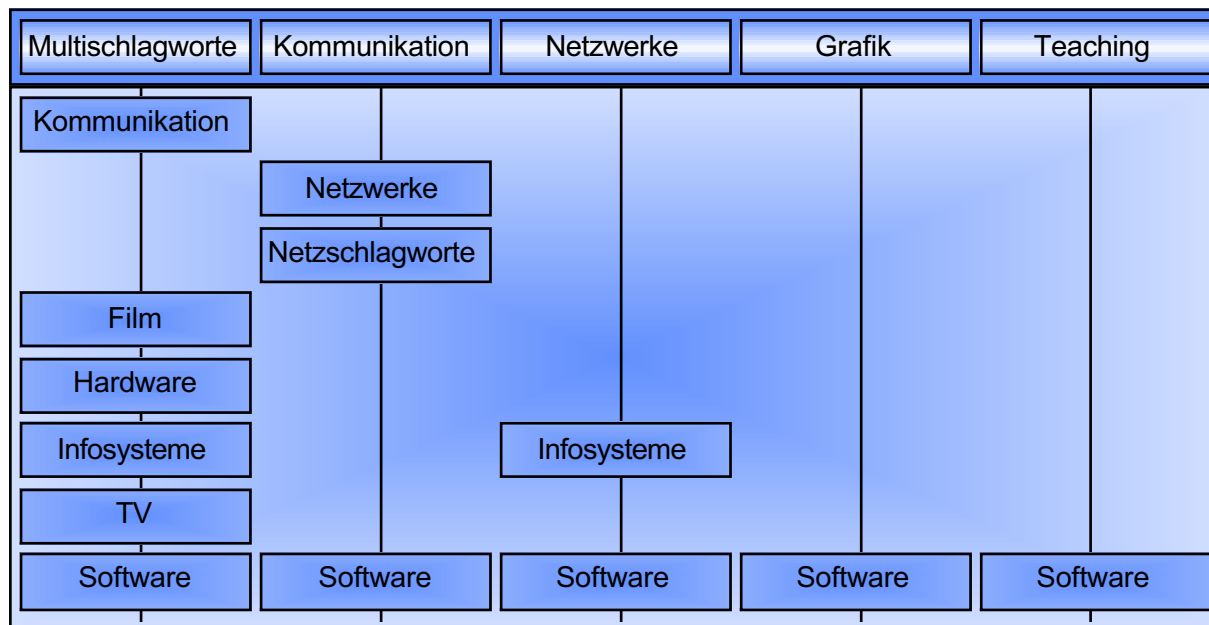 Multischlagworte Kommunikation Netzwerke Grafik Teaching
Kommunikation
Netzwerke
Netzschlagworte
Film
Hardware
Infosysteme Infosysteme
TV
Software Software Software Software Software